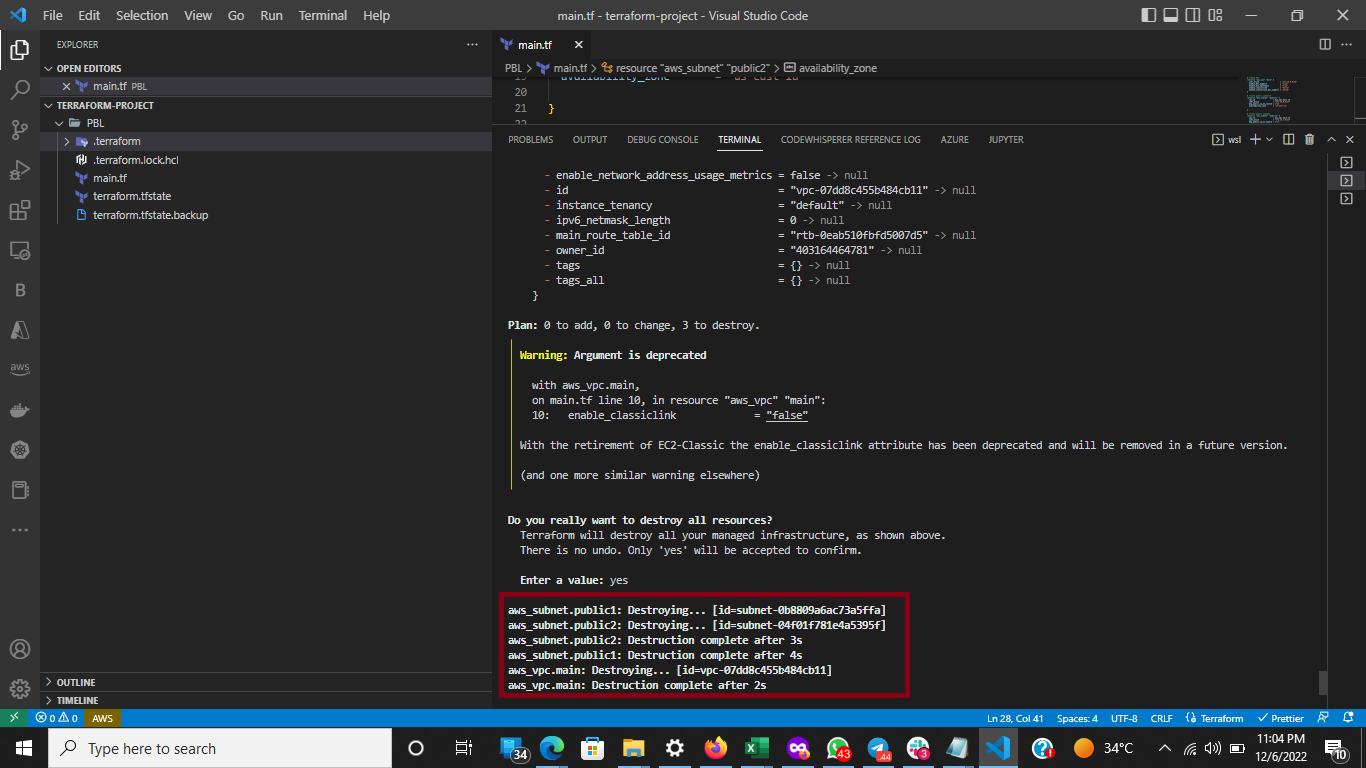 File Edit Selection View Go Run Terminal Help
main.tf - terraform-project - Visual Studio Code
EXPLORER
OPEN EDITORS
main.tf PBL
TERRAFORM-PROJECT
PBL
.terraform
.terraform.lock.hcl
main.tf
terraform.tfstate
terraform.tfstate.backup
OUTLINE
TIMELINE
B
aws
main.tf
PBL > main.tf > resource "aws_subnet" "public2" > availability_zone
20
21 }
PROBLEMS OUTPUT DEBUG CONSOLE TERMINAL CODEWHISPERER REFERENCE LOG AZURE JUPYTER
wsl
- enable_network_address_usage_metrics = false -> null
- id = "vpc-07dd8c455b484cb11" -> null
- instance_tenancy = "default" -> null
- ipv6_netmask_length = 0 -> null
- main_route_table_id = "rtb-0eab510fbfd5007d5" -> null
- owner_id = "403164464781" -> null
- tags = {} -> null
- tags_all = {} -> null
}
Plan: 0 to add, 0 to change, 3 to destroy.
Warning: Argument is deprecated
with aws_vpc.main,
on main.tf line 10, in resource "aws_vpc" "main":
10: enable_classiclink = "false"
With the retirement of EC2-Classic the enable_classiclink attribute has been deprecated and will be removed in a future version.
(and one more similar warning elsewhere)
Do you really want to destroy all resources?
Terraform will destroy all your managed infrastructure, as shown above.
There is no undo. Only 'yes' will be accepted to confirm.
Enter a value: yes
aws_subnet.public1: Destroying... [id=subnet-0b8809a6ac73a5ffa]
aws_subnet.public2: Destroying... [id=subnet-04f01f781e4a5395f]
aws_subnet.public2: Destruction complete after 3s
aws_subnet.public1: Destruction complete after 4s
aws_vpc.main: Destroying... [id=vpc-07dd8c455b484cb11]
aws_vpc.main: Destruction complete after 2s
0 0 AWS
Ln 28, Col 41 Spaces: 4 UTF-8 CRLF Terraform Prettier
Type here to search
34
43
44
3
34°C
11:04 PM
12/6/2022
10